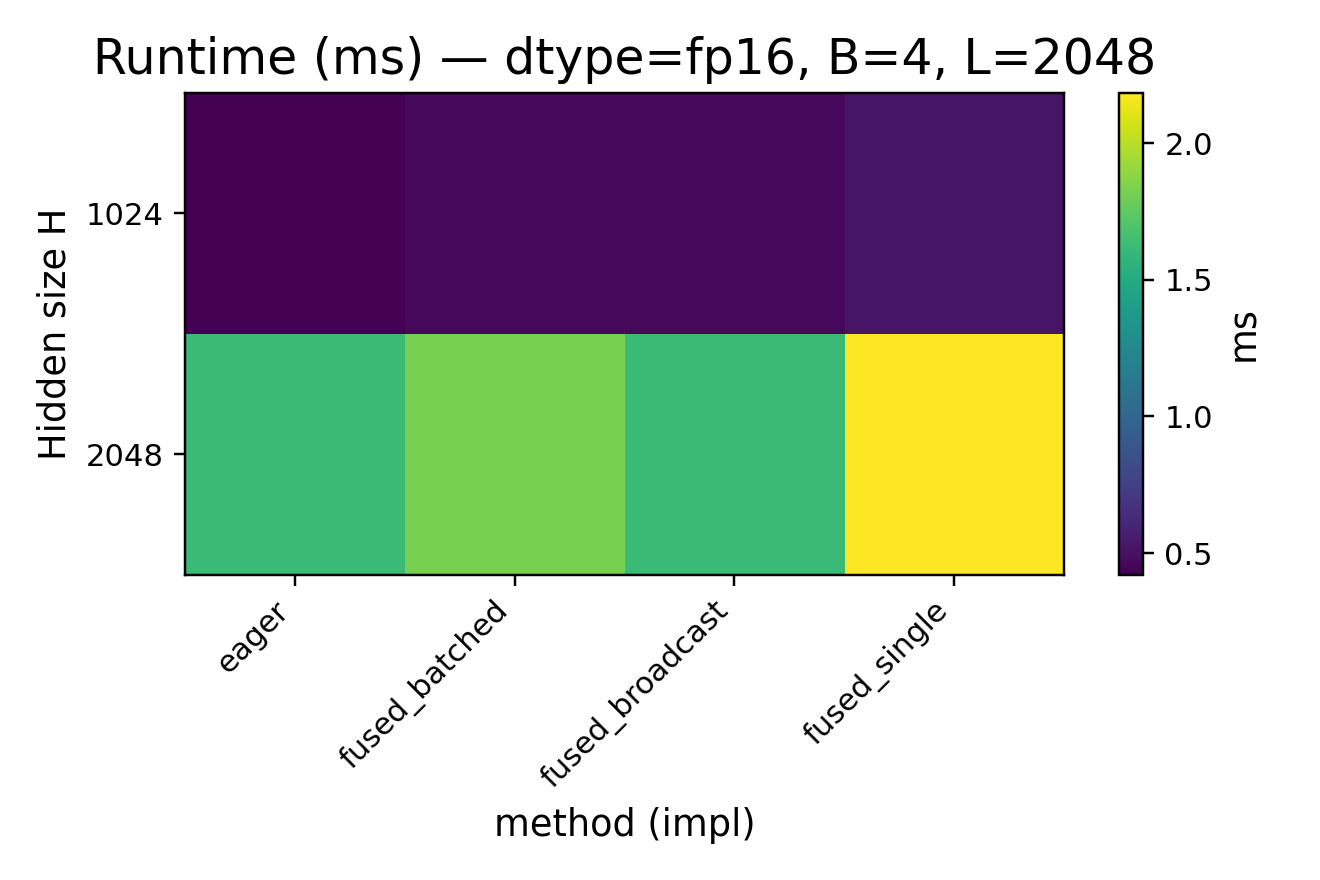 Runtime (ms) — dtype=fp16, B=4, L=2048
Hidden size H
1024
2048
eager
fused_batched
fused_broadcast
fused_single
method (impl)
2.0
1.5
1.0
0.5
ms